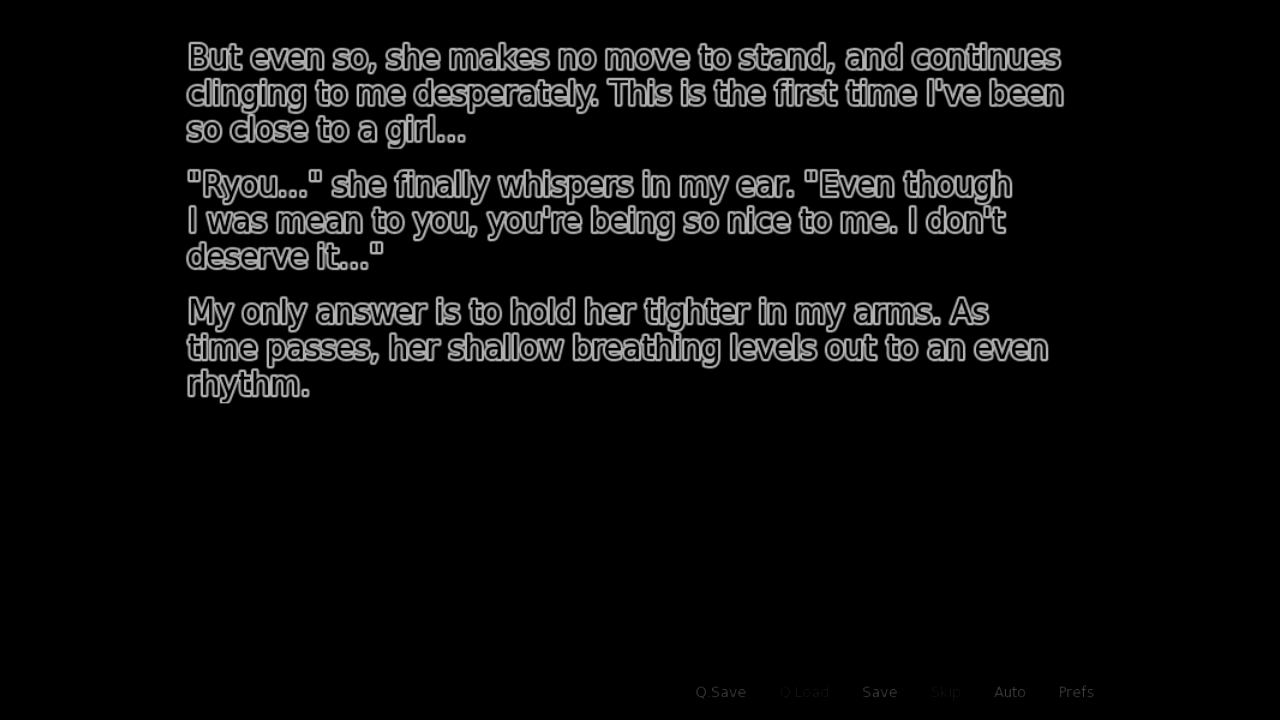 But even so, she makes no move to stand, and continues
clinging to me desperately. This is the first time I've been
so close to a girl...
"Ryou..." she finally whispers in my ear. "Even though
I was mean to you, you're being so nice to me. I don't
deserve it..."
My only answer is to hold her tighter in my arms. As
time passes, her shallow breathing levels out to an even
rhythm.
Q.Save Q.Load Save Skip Auto Prefs